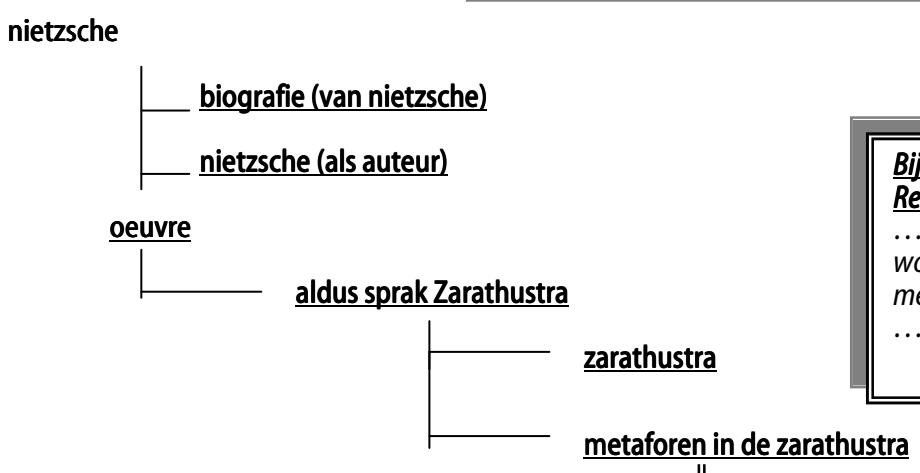 nietzsche
biografie (van nietzsche)
nietzsche (als auteur)
oeuvre
aldus sprak Zarathustra
zarathustra
metaforen in de zarathustra
…
…